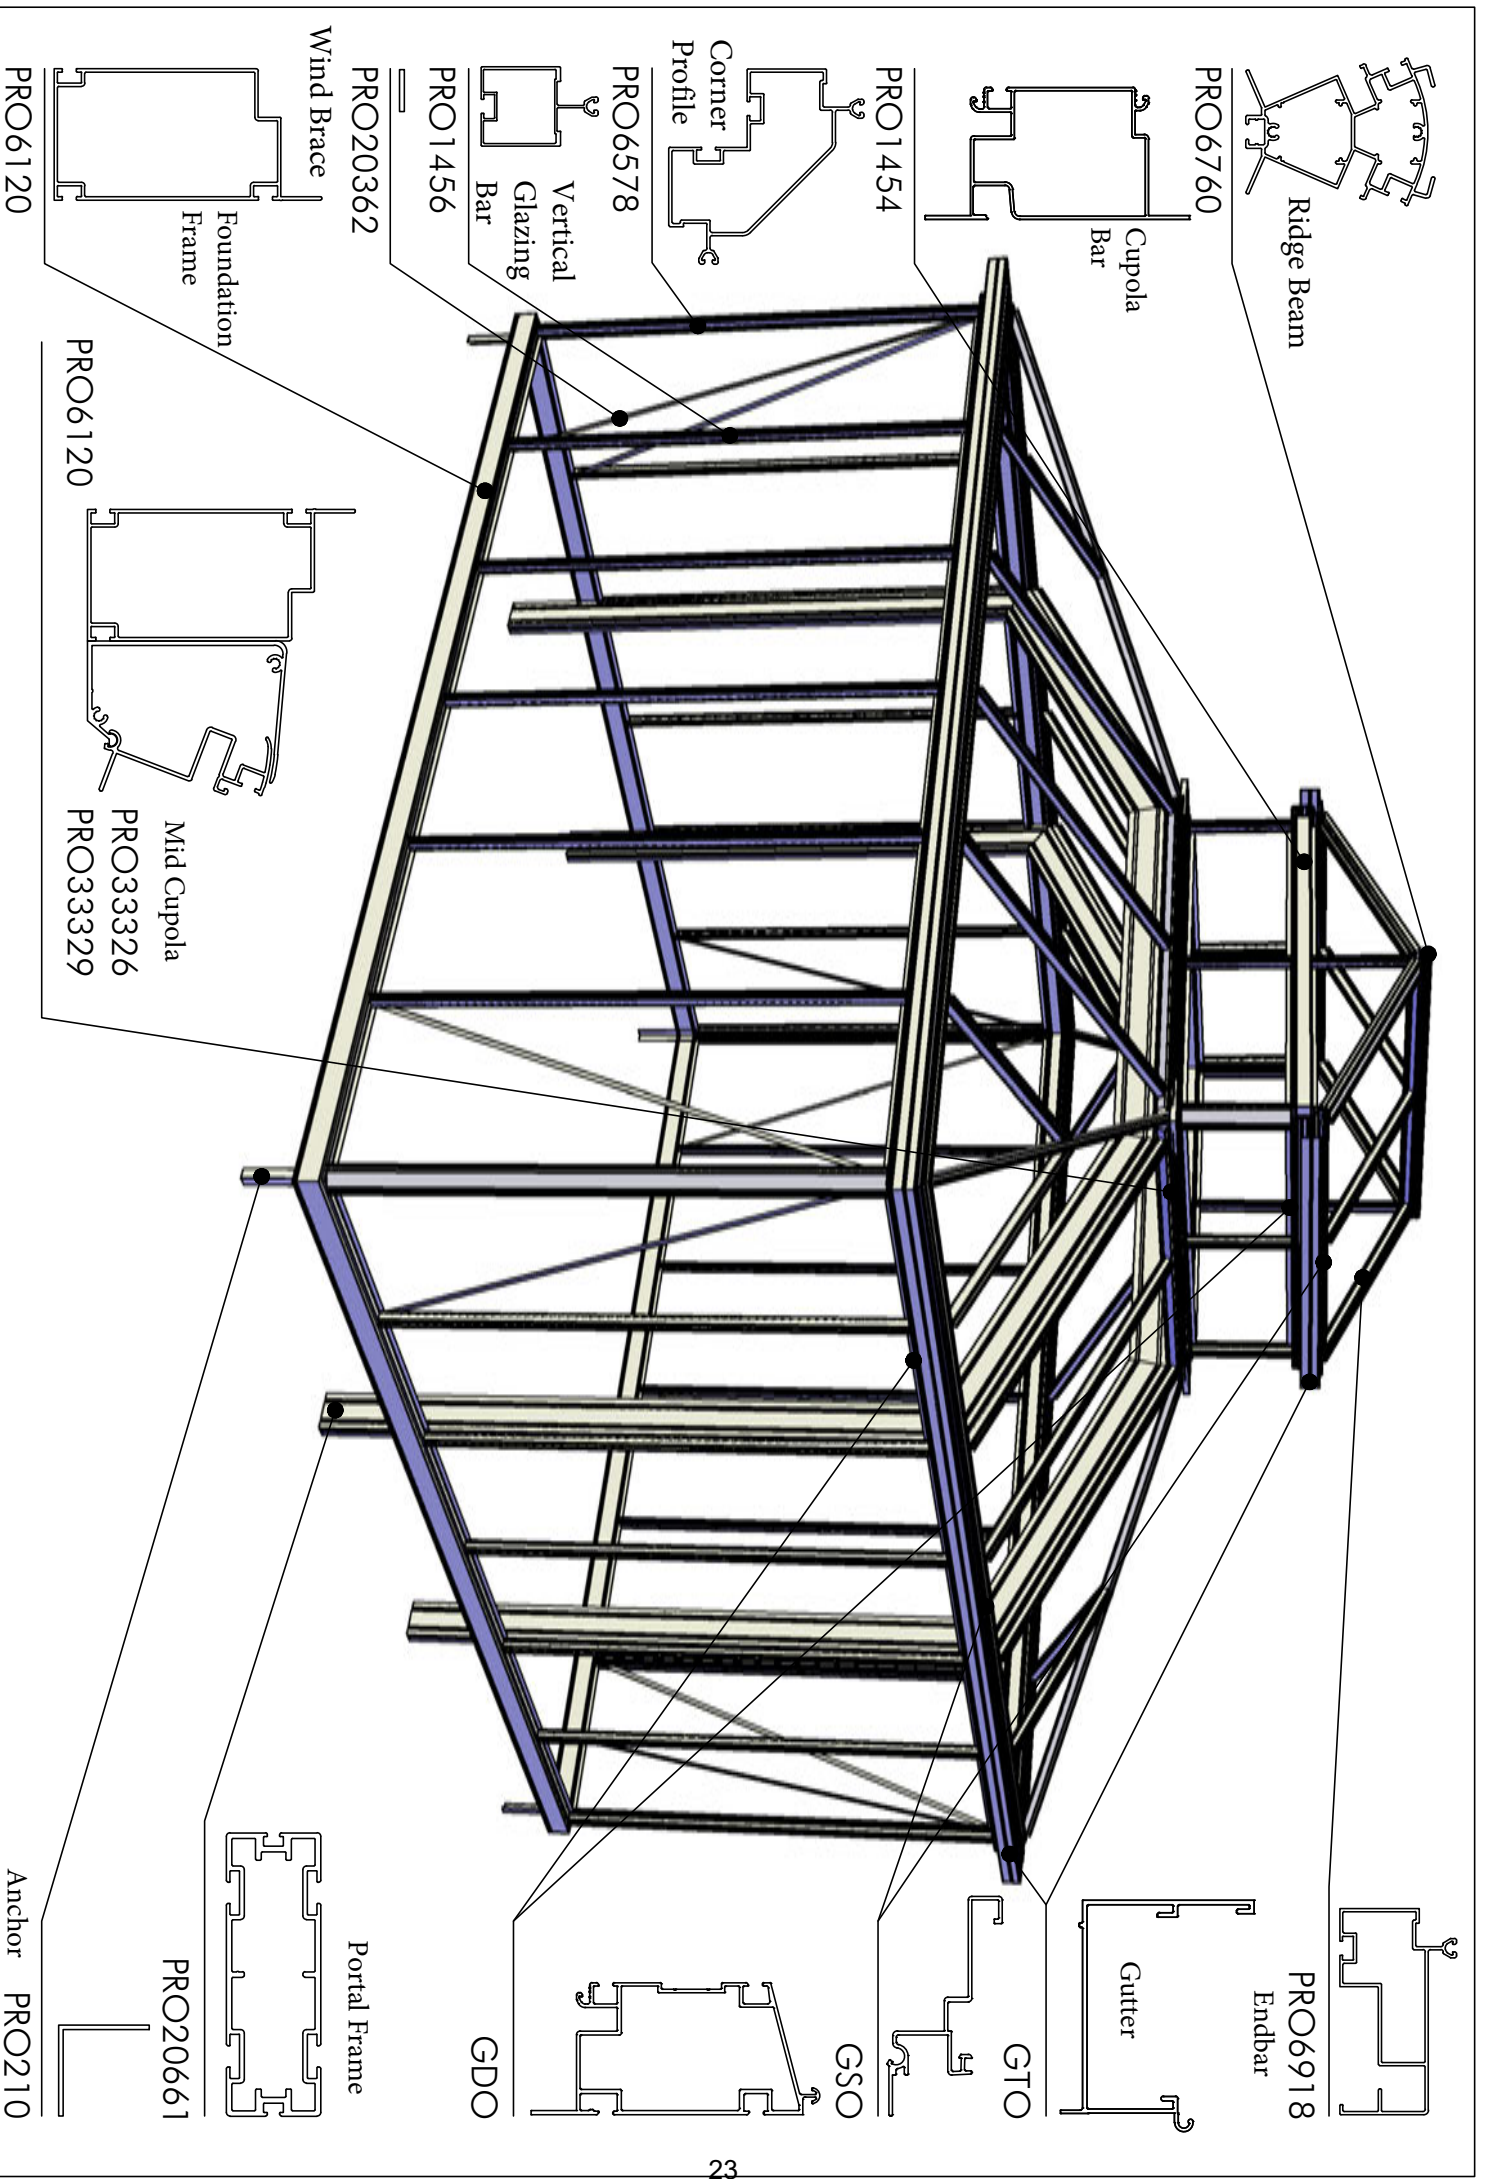 PRO6760
Ridge Beam
PRO1454
Cupola
Bar
PRO6578
Corner
Profile
PRO1456
Vertical
Glazing
Bar
PRO20362
Wind Brace
PRO6120
Foundation
Frame
PRO6120
Mid Cupola
PRO33326
PRO33329
PRO6918
Endbar
GTO
Gutter
GSO
GDO
Portal Frame
PRO20661
Anchor PRO210
23